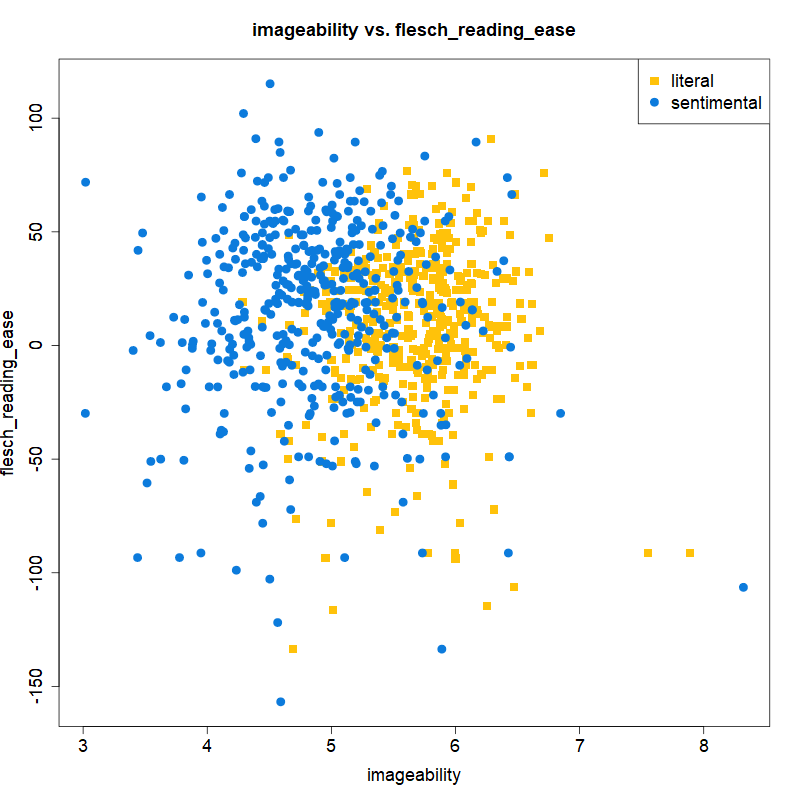 imageability vs. flesch_reading_ease
literal
sentimental
flesch_reading_ease
100
50
0
-50
-100
-150
3 4 5 6 7 8
imageability